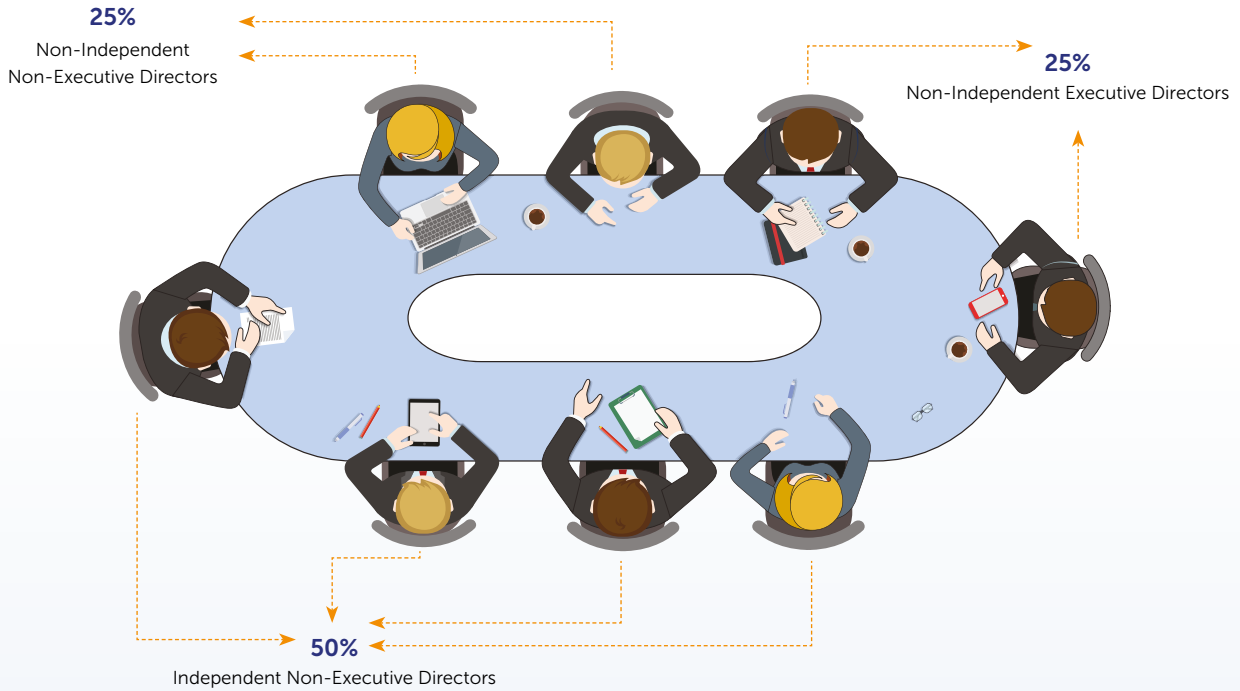 25%
Non-Independent
Non-Executive Directors
25%
Non-Independent Executive Directors
50%
Independent Non-Executive Directors